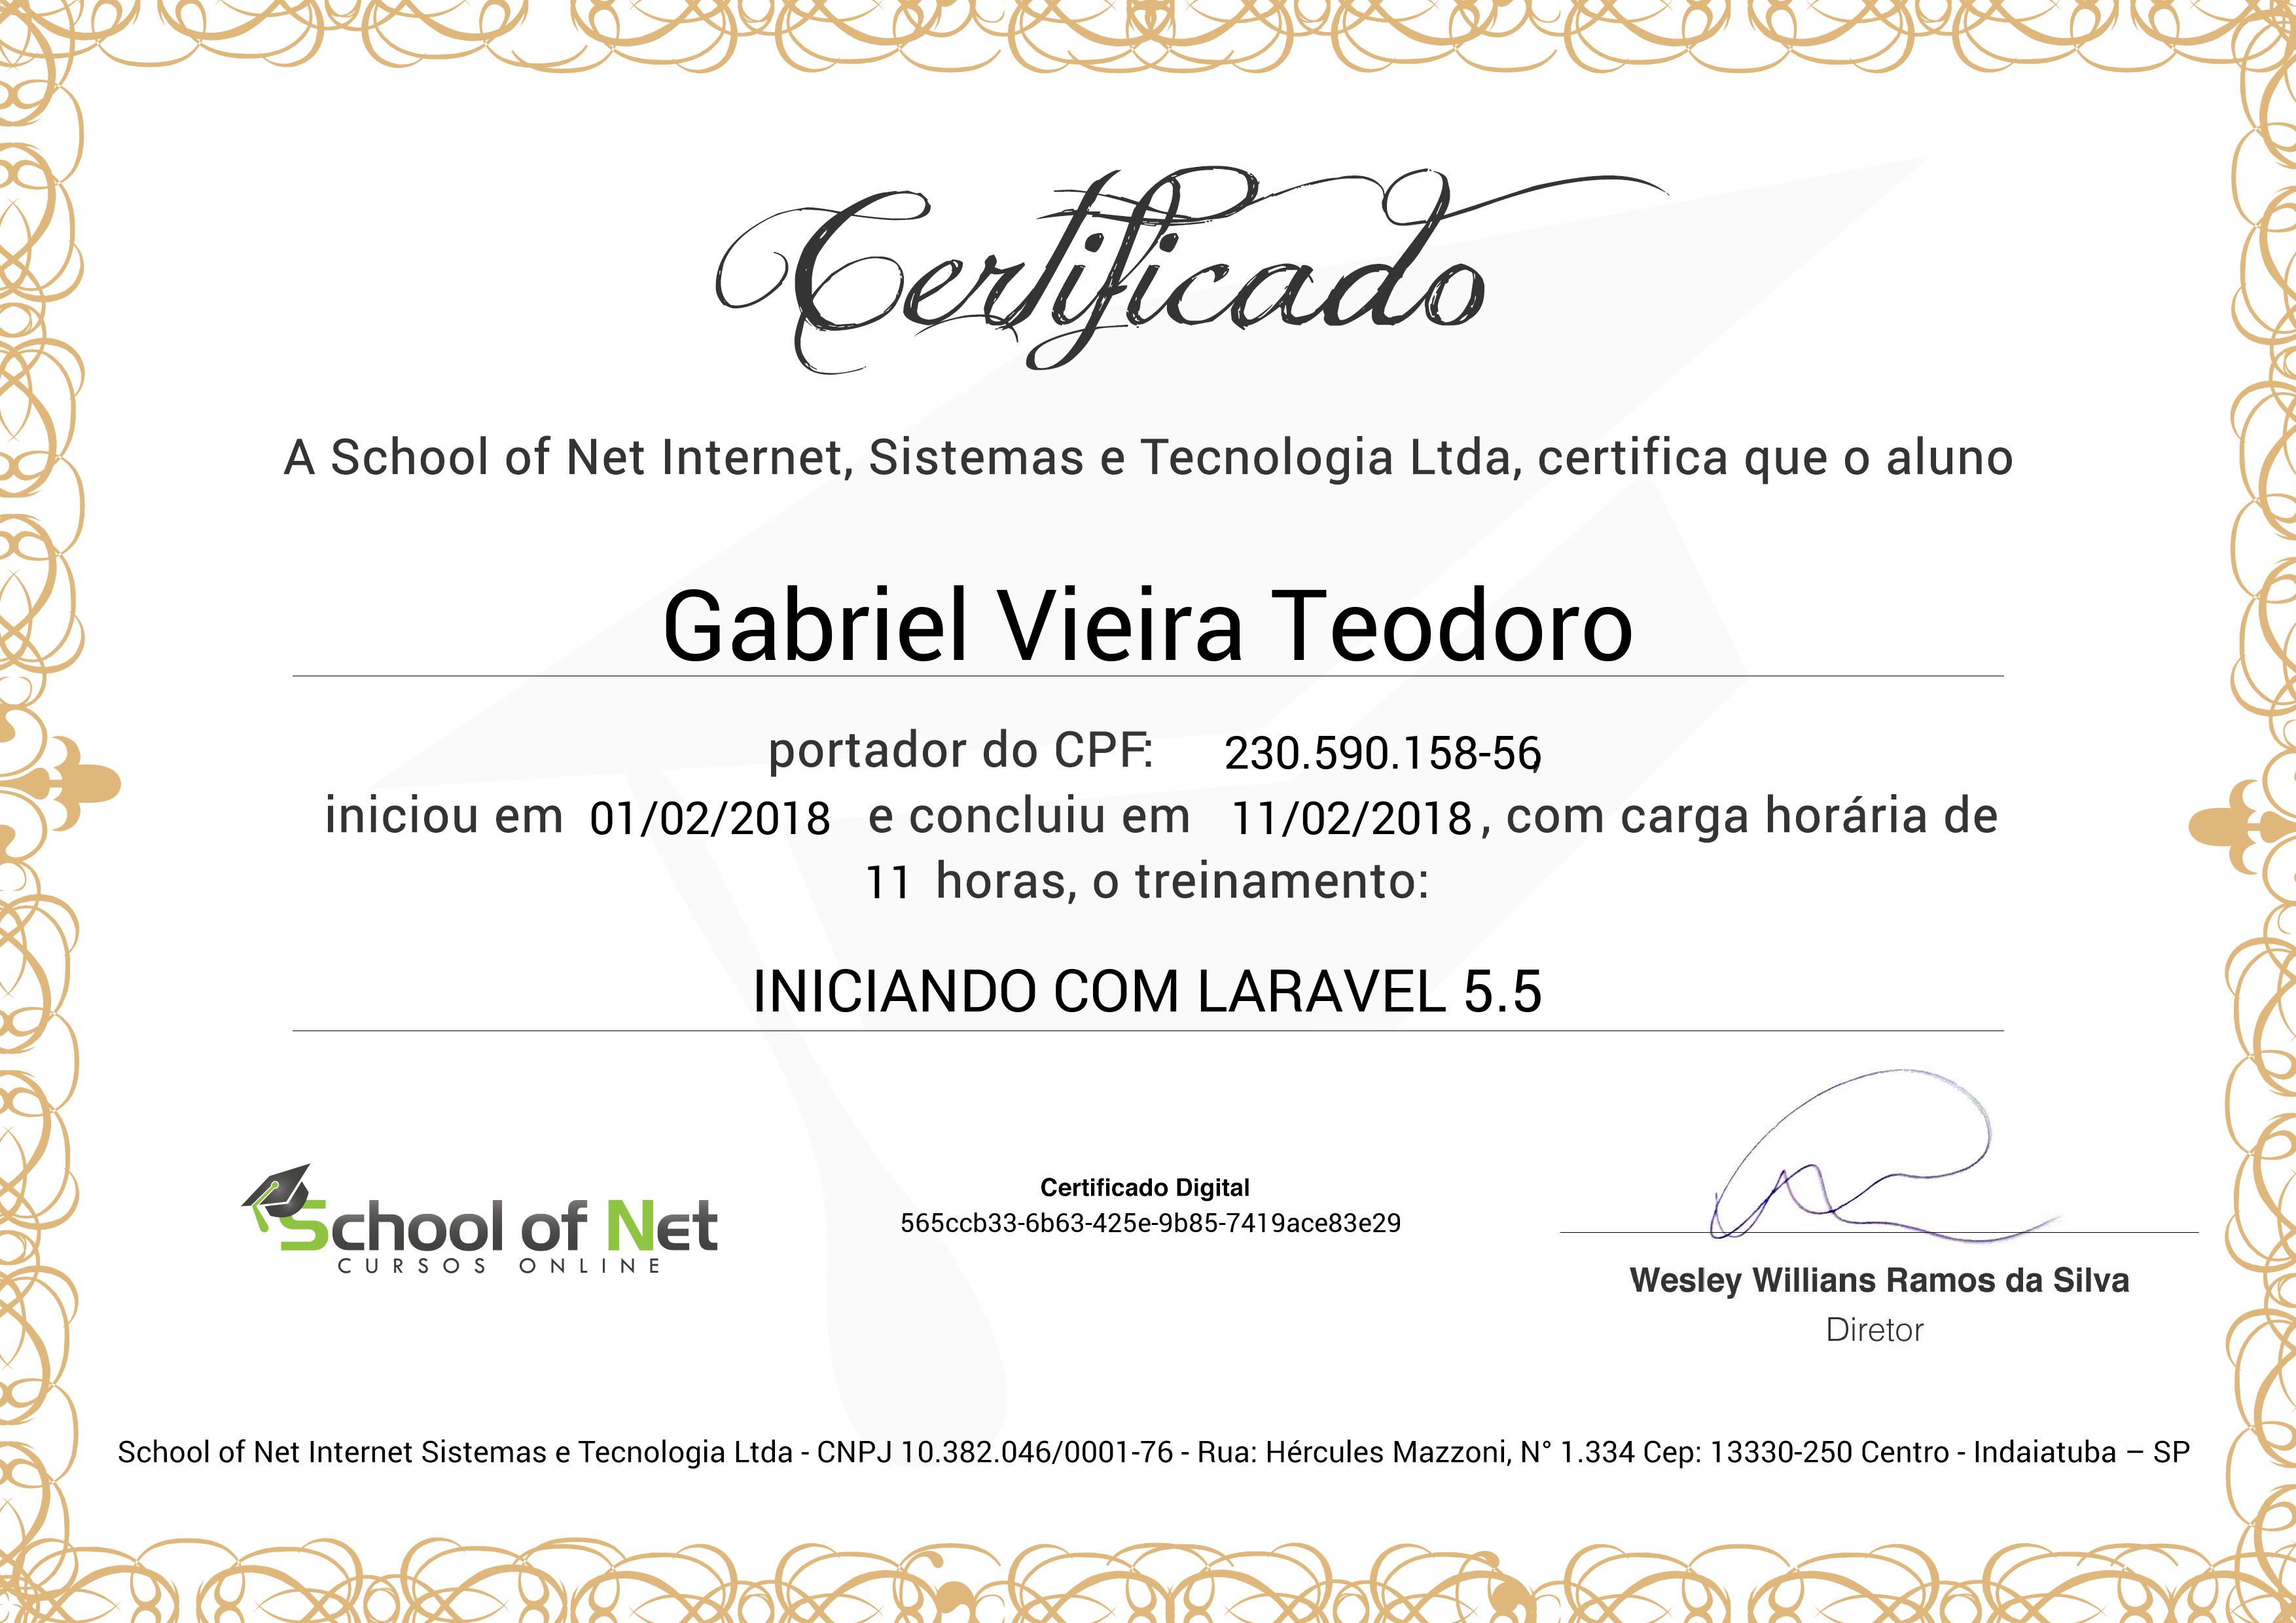 Certificado
A School of Net Internet, Sistemas e Tecnologia Ltda, certifica que o aluno
Gabriel Vieira Teodoro
portador do CPF: 230.590.158-56,
iniciou em 01/02/2018 e concluiu em 11/02/2018, com carga horária de
11 horas, o treinamento:
INICIANDO COM LARAVEL 5.5
School of Net
CURSOS ONLINE
Certificado Digital
565ccb33-6b63-425e-9b85-7419ace83e29
Wesley Willians Ramos da Silva
Diretor
School of Net Internet Sistemas e Tecnologia Ltda - CNPJ 10.382.046/0001-76 - Rua: Hércules Mazzoni, N° 1.334 Cep: 13330-250 Centro - Indaiatuba – SP